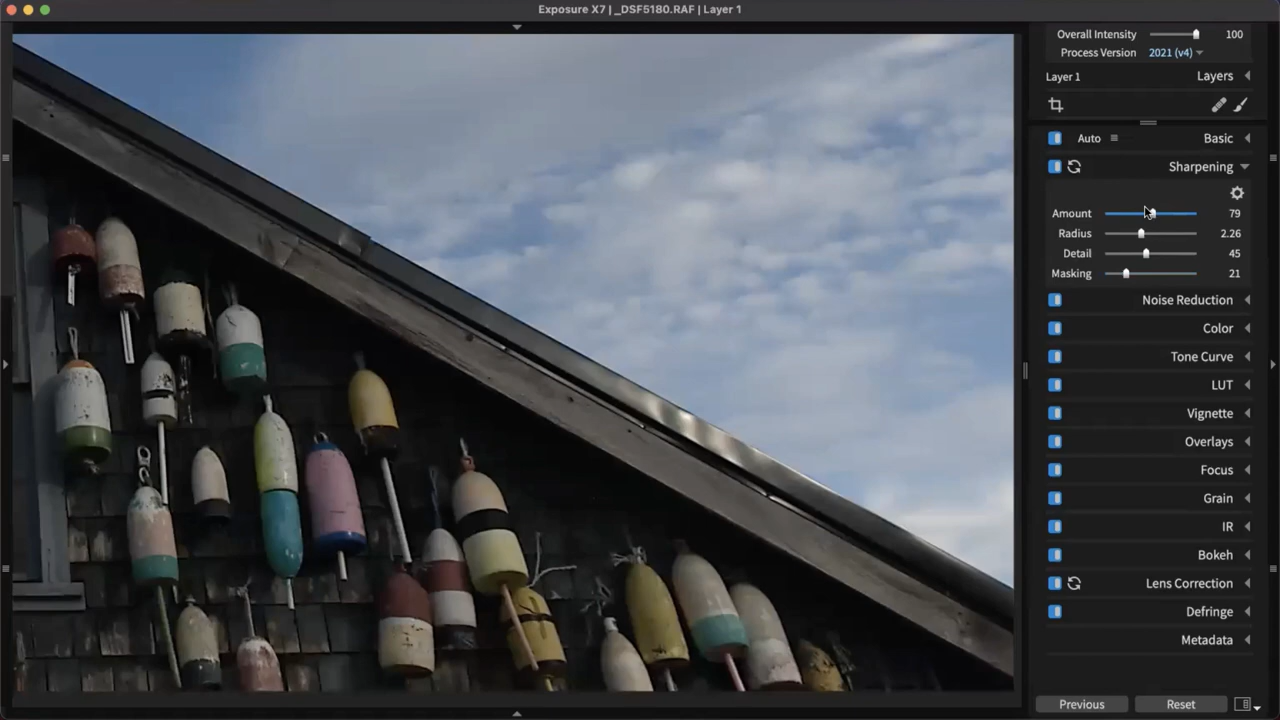 Exposure X7 | _DSF5180.RAF | Layer 1
Overall Intensity 100
Process Version 2021 (v4)
Layer 1 Layers
Auto Basic
Sharpening
Amount 79
Radius 2.26
Detail 45
Masking 21
Noise Reduction
Color
Tone Curve
LUT
Vignette
Overlays
Focus
Grain
IR
Bokeh
Lens Correction
Defringe
Metadata
Previous Reset